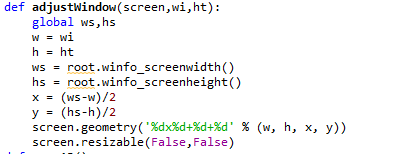 def adjustWindow(screen,wi,ht):
    global ws,hs
    w = wi
    h = ht
    ws = root.winfo_screenwidth()
    hs = root.winfo_screenheight()
    x = (ws-w)/2
    y = (hs-h)/2
    screen.geometry('%dx%d+%d+%d' % (w, h, x, y))
    screen.resizable(False,False)